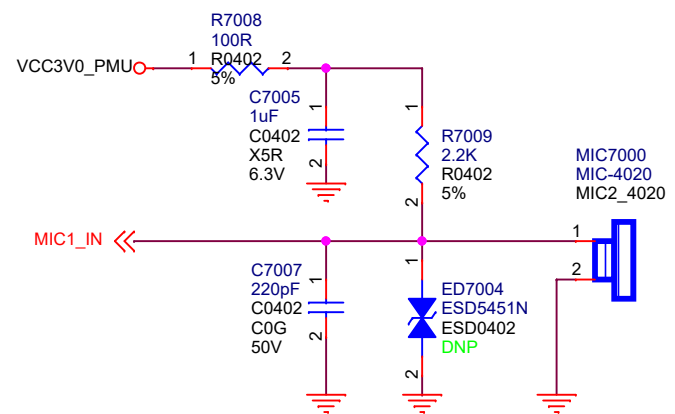 R7008
100R
1 R0402 2
5%
VCC3V0_PMU
C7005
1uF
C0402
X5R
6.3V
1
2
1
R7009
2.2K
R0402
5%
2
MIC7000
MIC-4020
MIC2_4020
1
2
MIC1_IN
C7007
220pF
C0402
C0G
50V
1
2
1
ED7004
ESD5451N
ESD0402
DNP
2